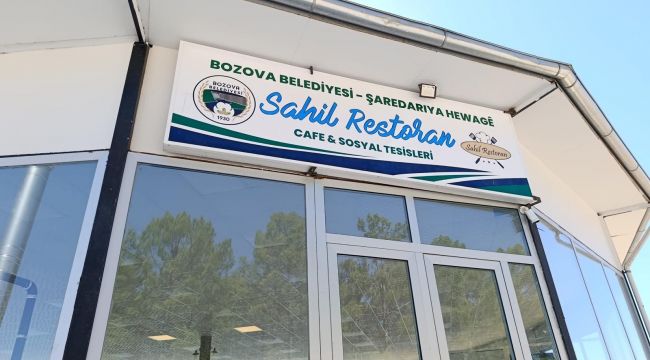 BOZOVA BELEDİYESİ - ŞAREDARIYA HEWAGÊ
BOZOVA
BELEDİYESİ
1930
Sahil Restoran
CAFE & SOSYAL TESİSLERİ
Sahil Restoran